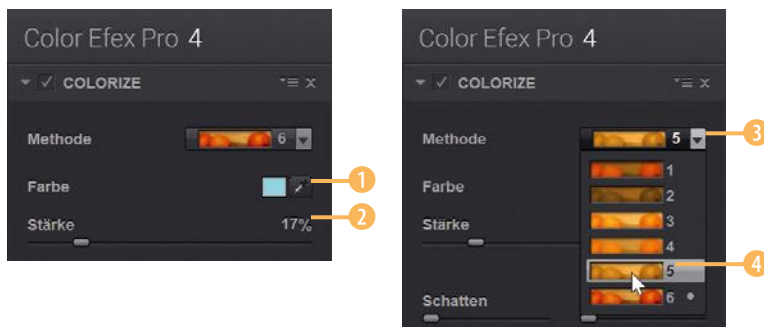 Color Efex Pro 4
COLORIZE
Methode 6
Farbe 1
Stärke 17% 2
Color Efex Pro 4
COLORIZE
Methode 5 3
1
Farbe 2
Stärke 3
4
5 4
Schatten 6